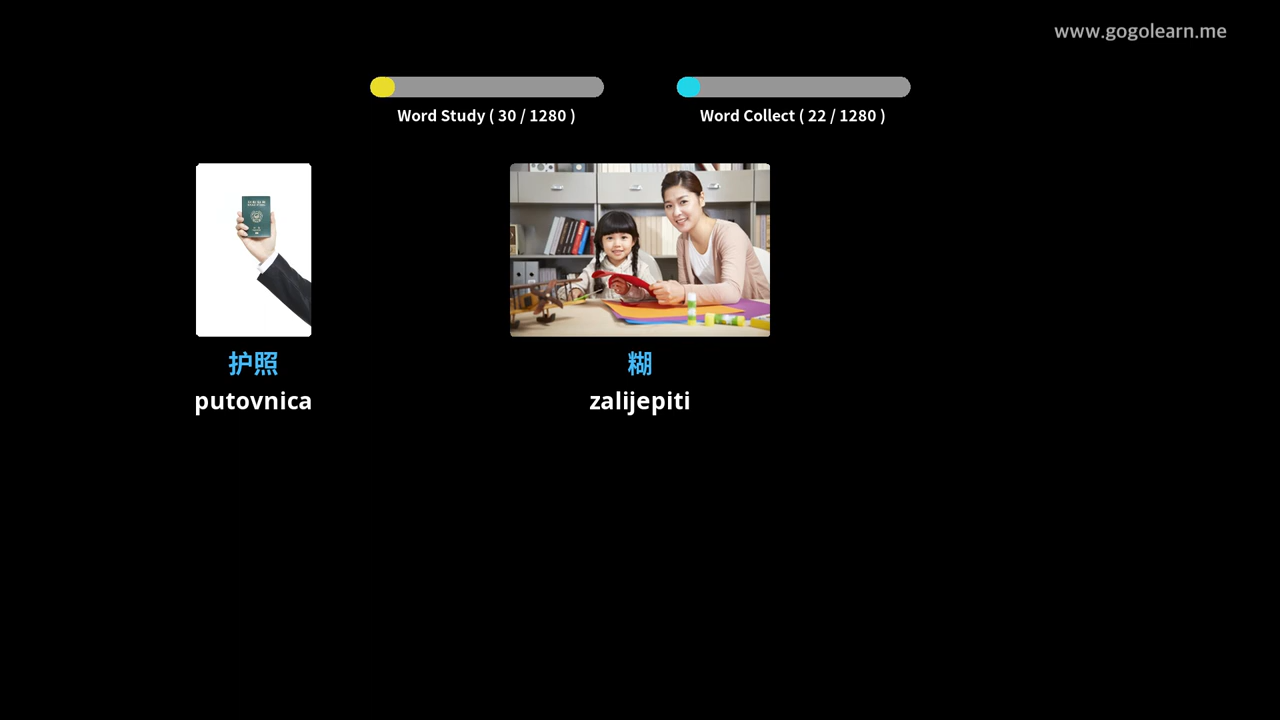 www.gogolearn.me
Word Study ( 30 / 1280 )
Word Collect ( 22 / 1280 )
护照
putovnica
糊
zalijepiti